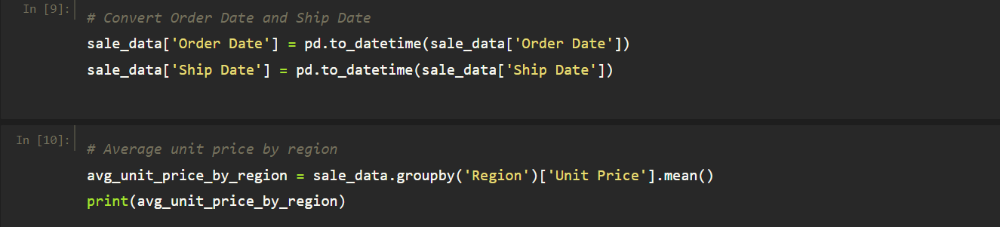 In [9]:
# Convert Order Date and Ship Date
sale_data['Order Date'] = pd.to_datetime(sale_data['Order Date'])
sale_data['Ship Date'] = pd.to_datetime(sale_data['Ship Date'])
In [10]:
# Average unit price by region
avg_unit_price_by_region = sale_data.groupby('Region')['Unit Price'].mean()
print(avg_unit_price_by_region)